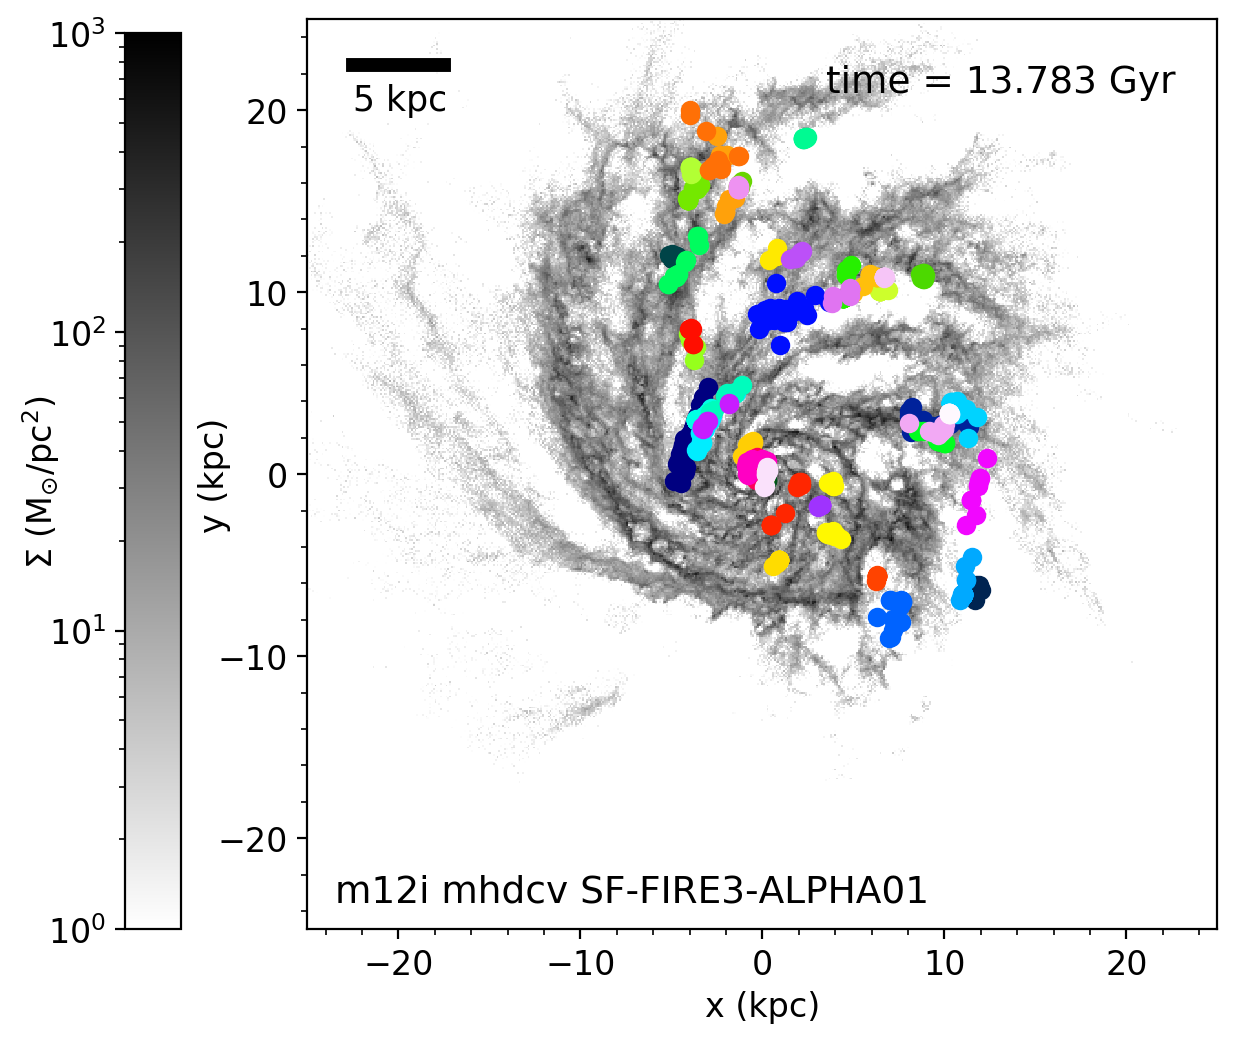 10³
10²
10¹
10⁰
Σ (M☉/pc²)
20
10
0
−10
−20
y (kpc)
5 kpc
time = 13.783 Gyr
m12i mhdcv SF-FIRE3-ALPHA01
−20
−10
0
10
20
x (kpc)